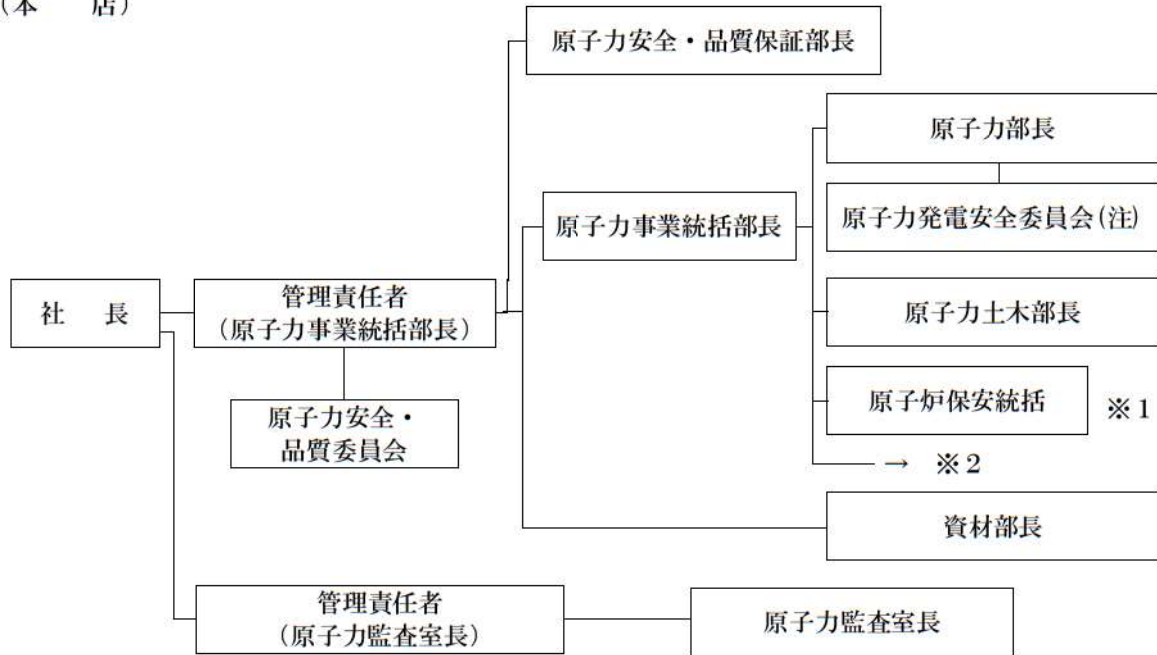 (本　店)
原子力安全・品質保証部長
原子力部長
原子力事業統括部長
原子力発電安全委員会(注)
社　長
管理責任者
(原子力事業統括部長)
原子力土木部長
原子力安全・
品質委員会
原子炉保安統括
※1
→ ※2
資材部長
管理責任者
(原子力監査室長)
原子力監査室長